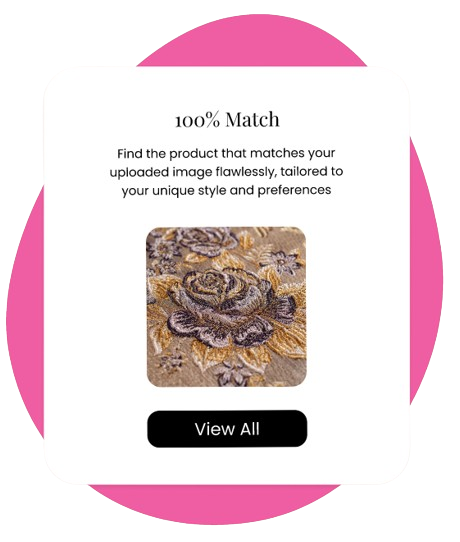 100% Match
Find the product that matches your
uploaded image flawlessly, tailored to
your unique style and preferences
View All